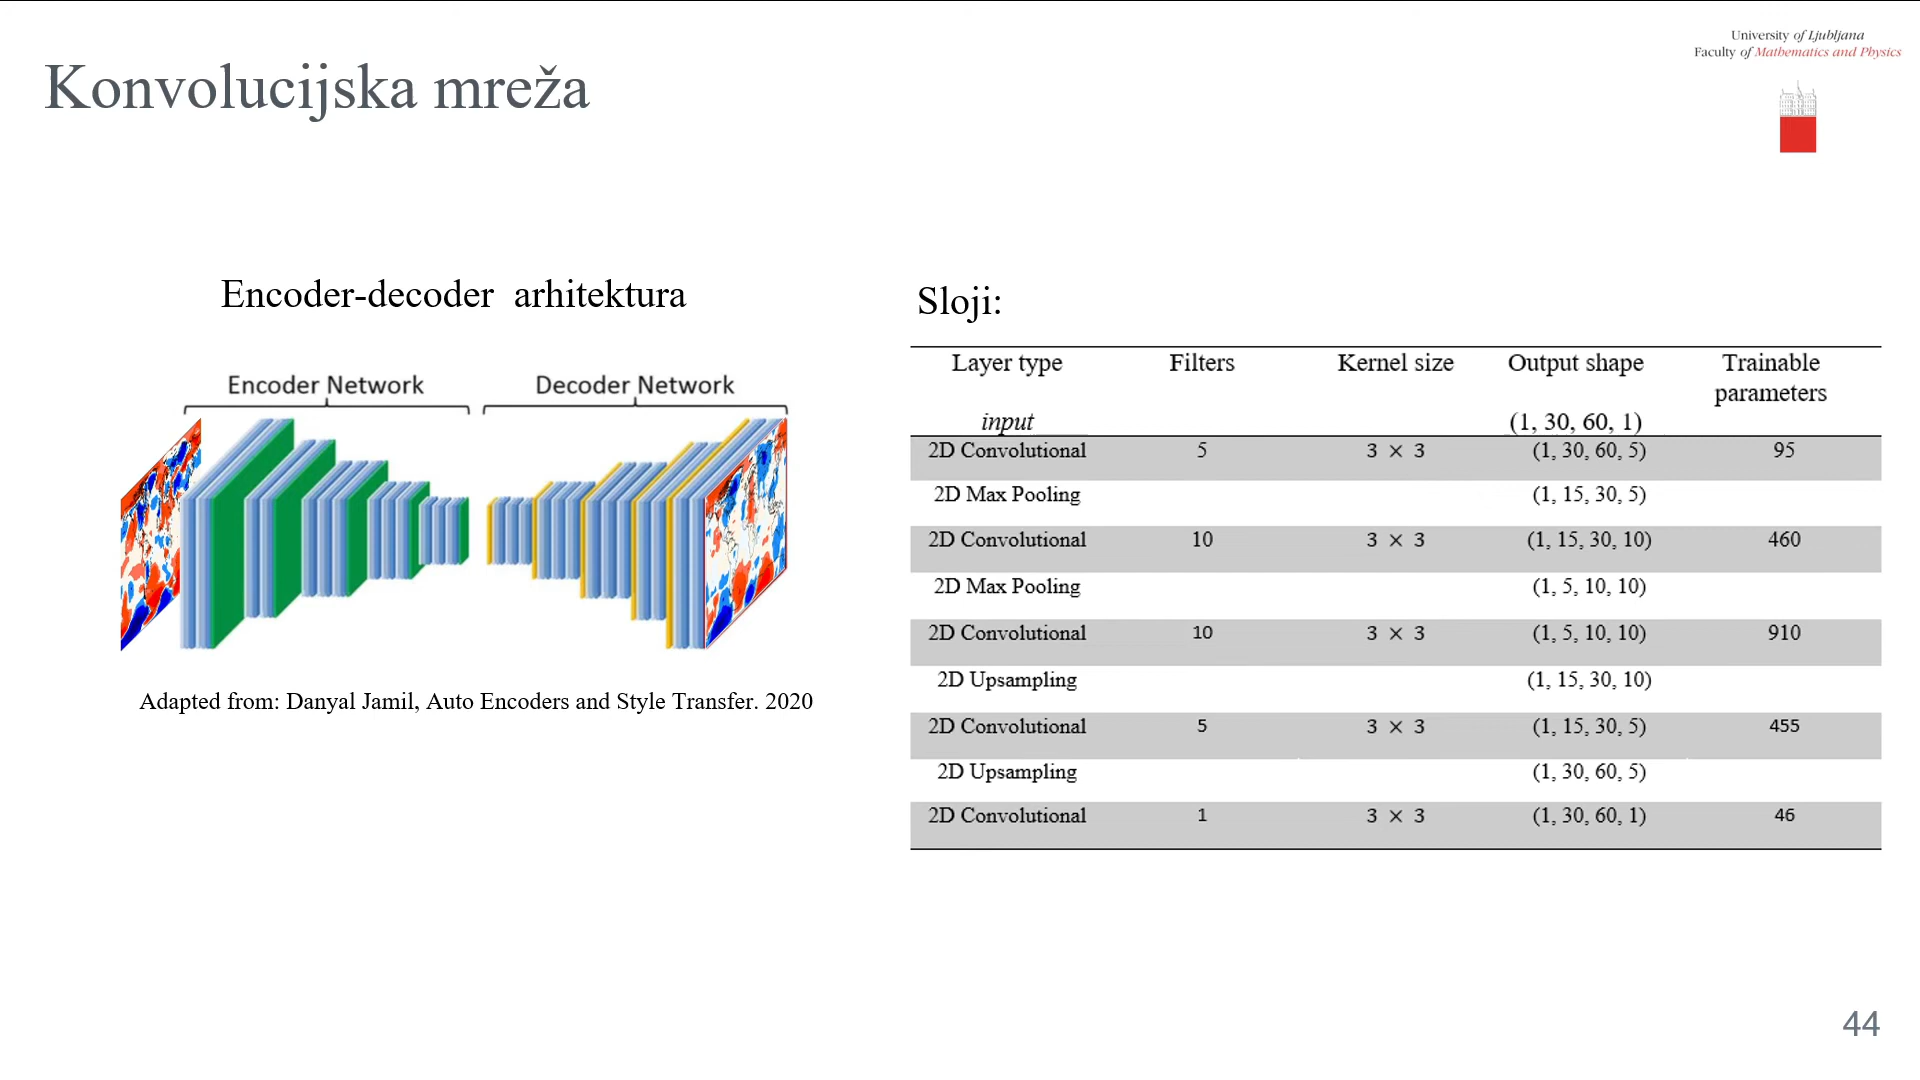 University of Ljubljana
Faculty of Mathematics and Physics
Konvolucijska mreža
Encoder-decoder arhitektura
Encoder Network Decoder Network
Adapted from: Danyal Jamil, Auto Encoders and Style Transfer. 2020
Sloji:
Layer type Filters Kernel size Output shape Trainable
parameters
input (1, 30, 60, 1)
2D Convolutional 5 3 × 3 (1, 30, 60, 5) 95
2D Max Pooling (1, 15, 30, 5)
2D Convolutional 10 3 × 3 (1, 15, 30, 10) 460
2D Max Pooling (1, 5, 10, 10)
2D Convolutional 10 3 × 3 (1, 5, 10, 10) 910
2D Upsampling (1, 15, 30, 10)
2D Convolutional 5 3 × 3 (1, 15, 30, 5) 455
2D Upsampling (1, 30, 60, 5)
2D Convolutional 1 3 × 3 (1, 30, 60, 1) 46
44